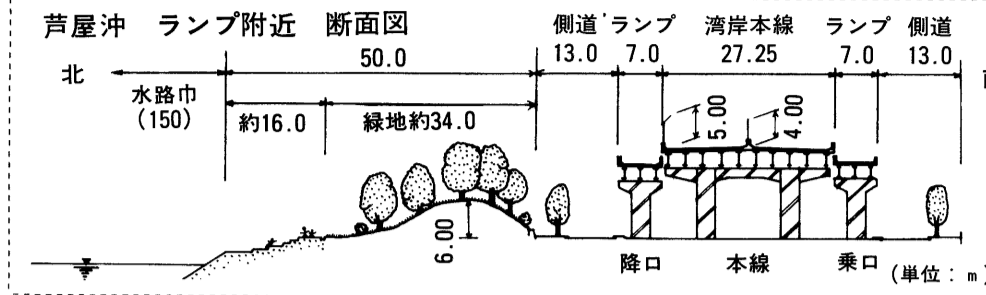 芦屋沖 ランプ附近 断面図
側道 ランプ 湾岸本線 ランプ 側道
50.0 13.0 7.0 27.25 7.0 13.0
北
水路巾
(150)
約16.0 緑地約34.0
5.00 4.00
6.00
降口 本線 乗口
(単位:m)